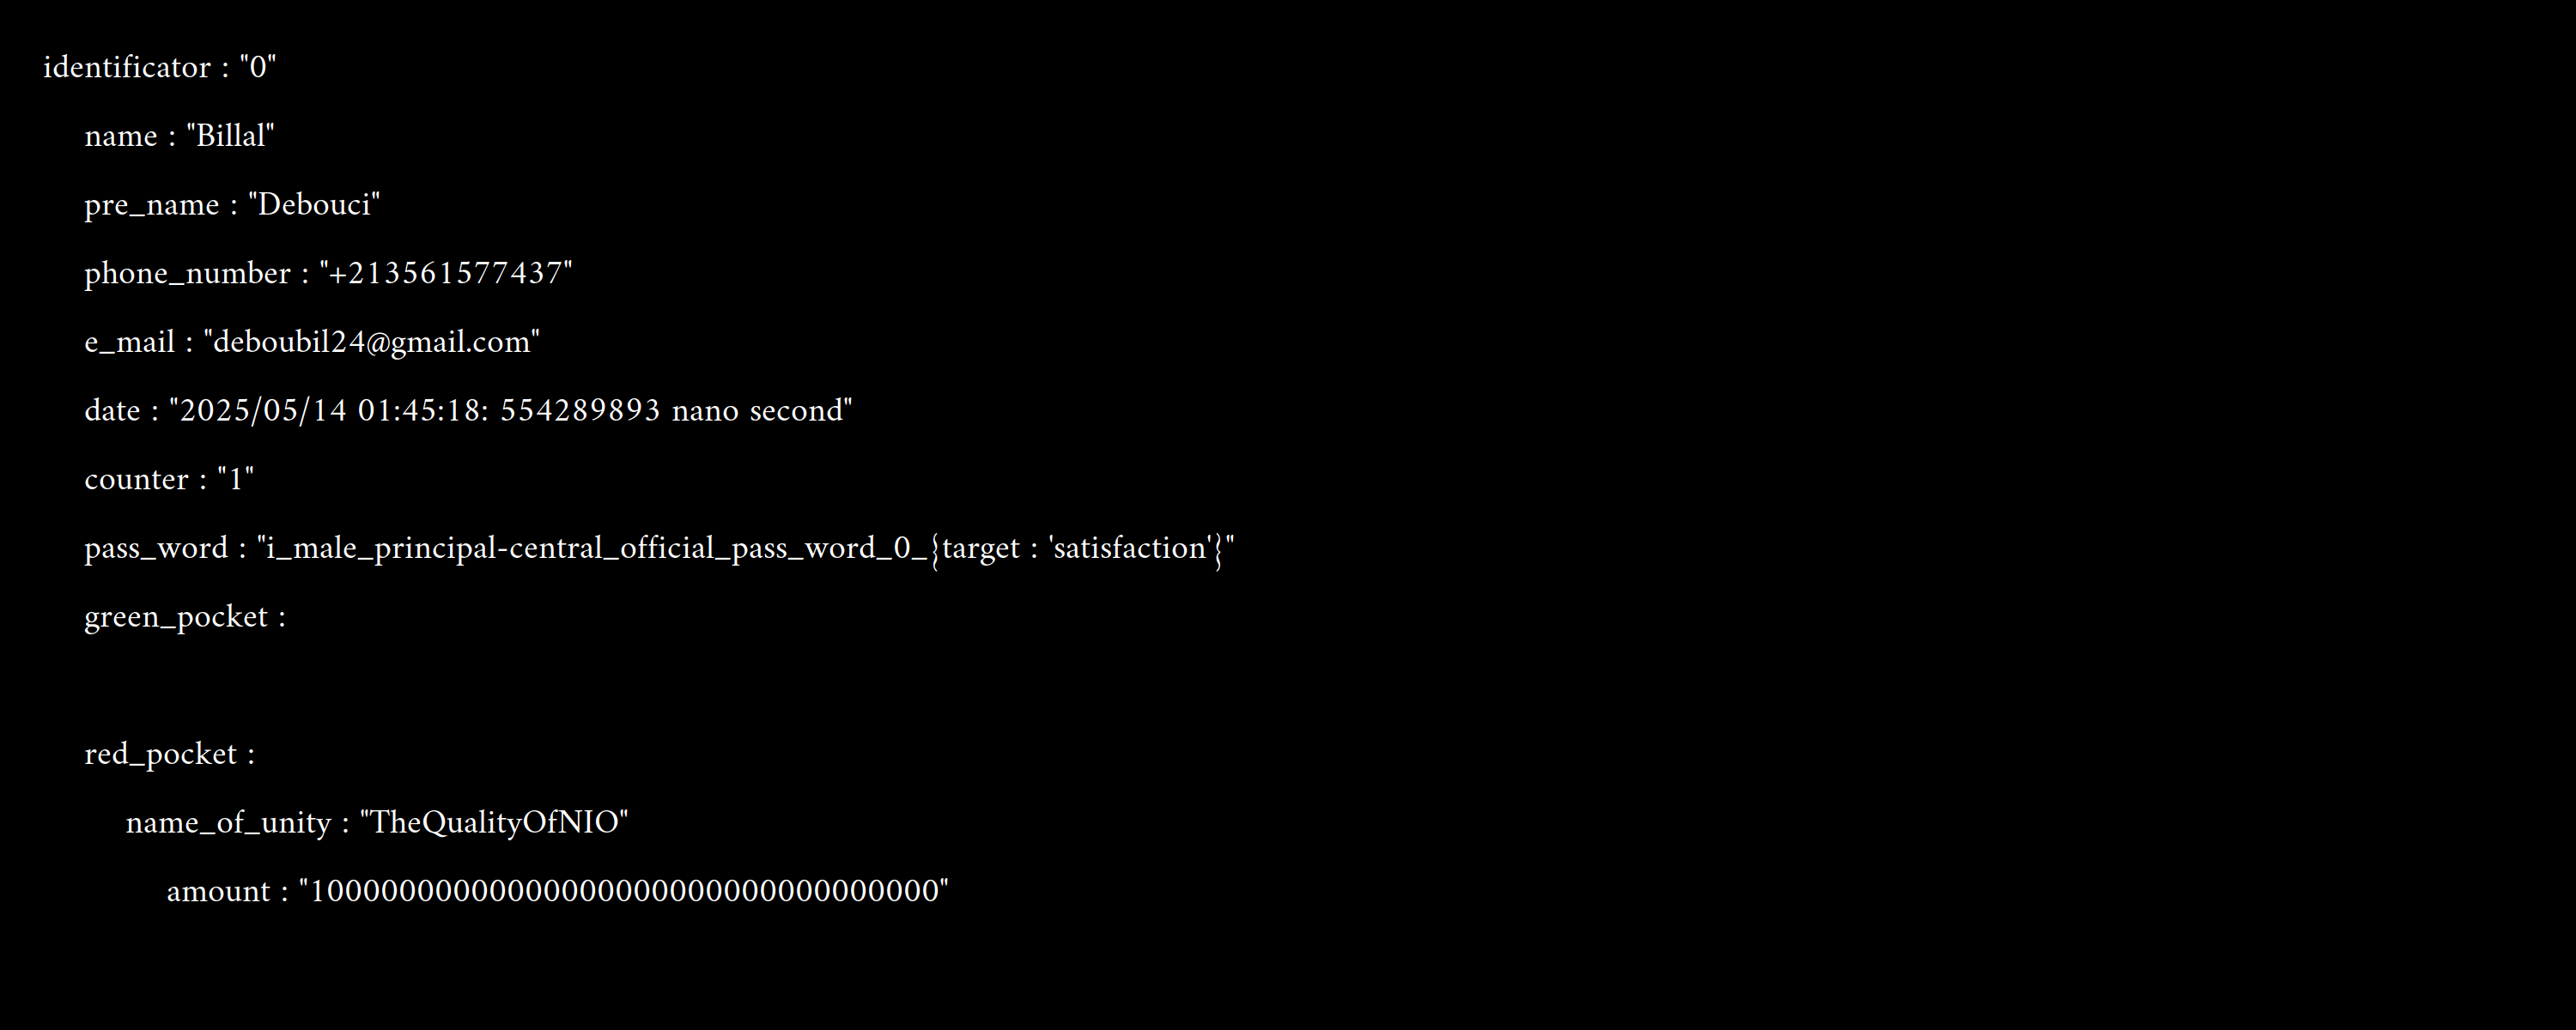 identificator : "0"
name : "Billal"
pre_name : "Debouci"
phone_number : "+213561577437"
e_mail : "deboubil24@gmail.com"
date : "2025/05/14 01:45:18: 554289893 nano second"
counter : "1"
pass_word : "i_male_principal-central_official_pass_word_0_{target : 'satisfaction'}"
green_pocket :
red_pocket :
name_of_unity : "TheQualityOfNIO"
amount : "10000000000000000000000000000000000"